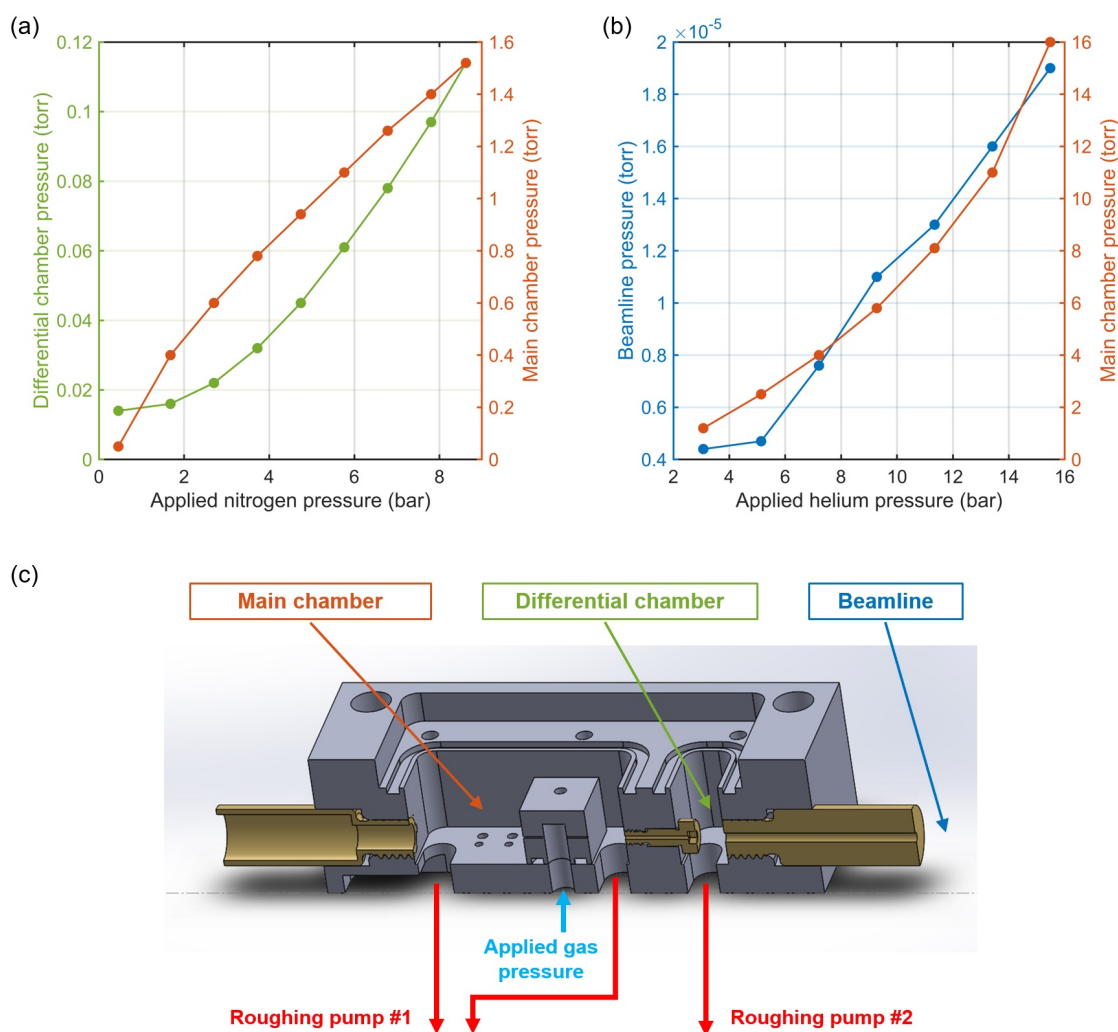 (a)
Differential chamber pressure (torr)
0.12
0.1
0.08
0.06
0.04
0.02
0
1.6
1.4
1.2
1
0.8
0.6
0.4
0.2
0
Main chamber pressure (torr)
0 2 4 6 8
Applied nitrogen pressure (bar)
(b)
×10⁻⁵
Beamline pressure (torr)
2
1.8
1.6
1.4
1.2
1
0.8
0.6
0.4
16
14
12
10
8
6
4
2
0
Main chamber pressure (torr)
2 4 6 8 10 12 14 16
Applied helium pressure (bar)
(c)
Main chamber
Differential chamber
Beamline
Applied gas
pressure
Roughing pump #1
Roughing pump #2